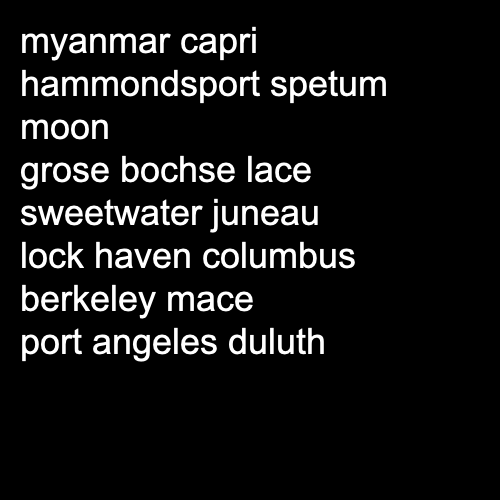 myanmar capri
hammondsport spetum
moon
grose bochse lace
sweetwater juneau
lock haven columbus
berkeley mace
port angeles duluth